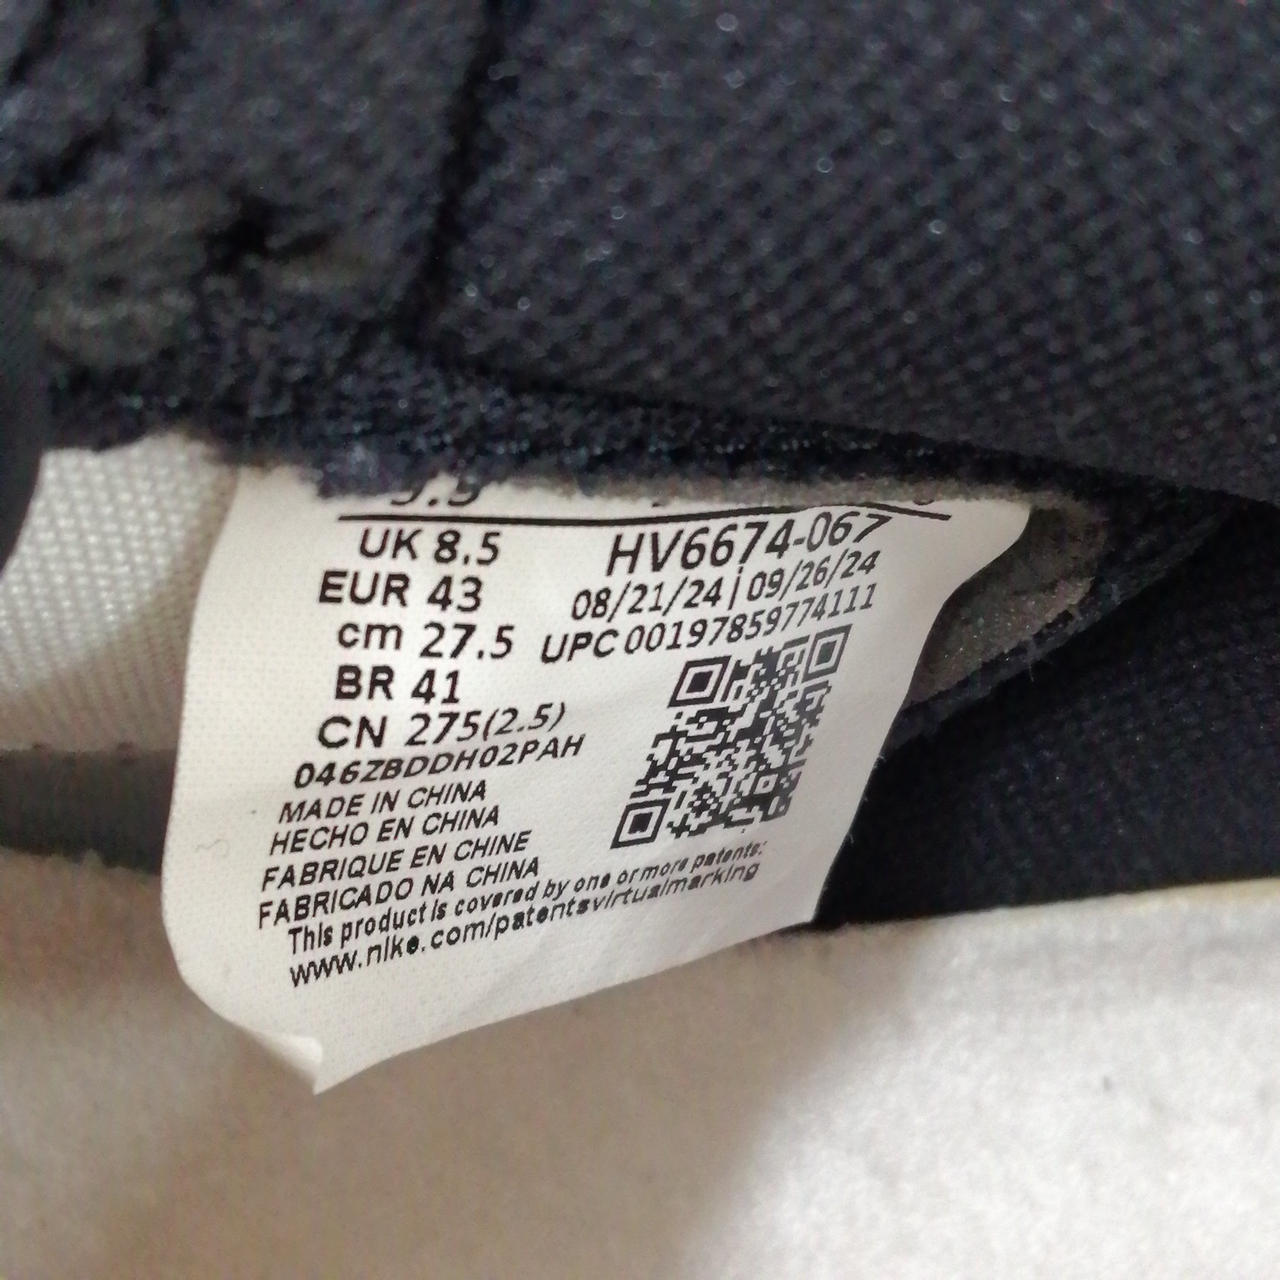 9.5
UK 8.5 HV6674-067
EUR 43 08/21/24|09/26/24
cm 27.5 UPC 00197859774111
BR 41
CN 275(2.5)
046ZBDDH02PAH
MADE IN CHINA
HECHO EN CHINA
FABRIQUE EN CHINE
FABRICADO NA CHINA
This product is covered by one or more patents:
www.nike.com/patentsvirtualmarking